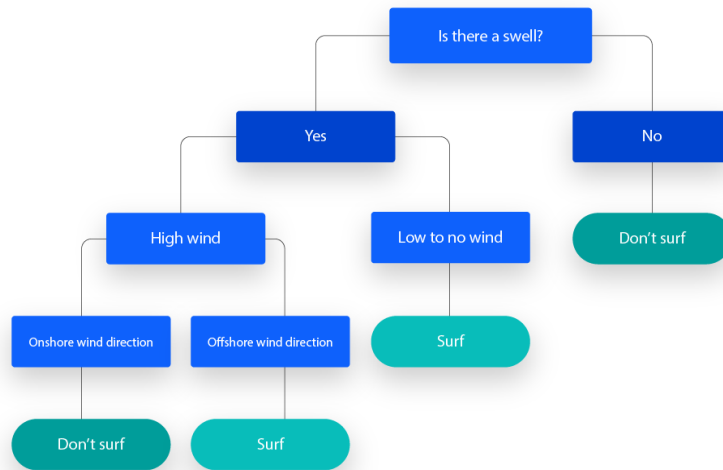 Is there a swell?
Yes
No
High wind
Low to no wind
Don't surf
Onshore wind direction
Offshore wind direction
Surf
Don't surf
Surf